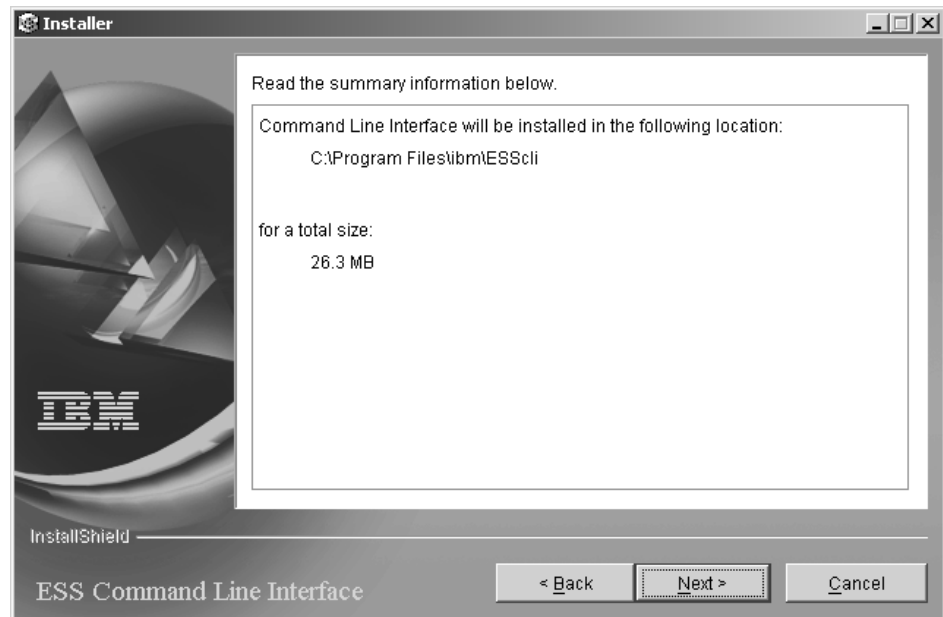 Installer
Read the summary information below.
Command Line Interface will be installed in the following location:
C:\Program Files\ibm\ESScli
for a total size:
26.3 MB
IBM
InstallShield
ESS Command Line Interface
< Back
Next >
Cancel